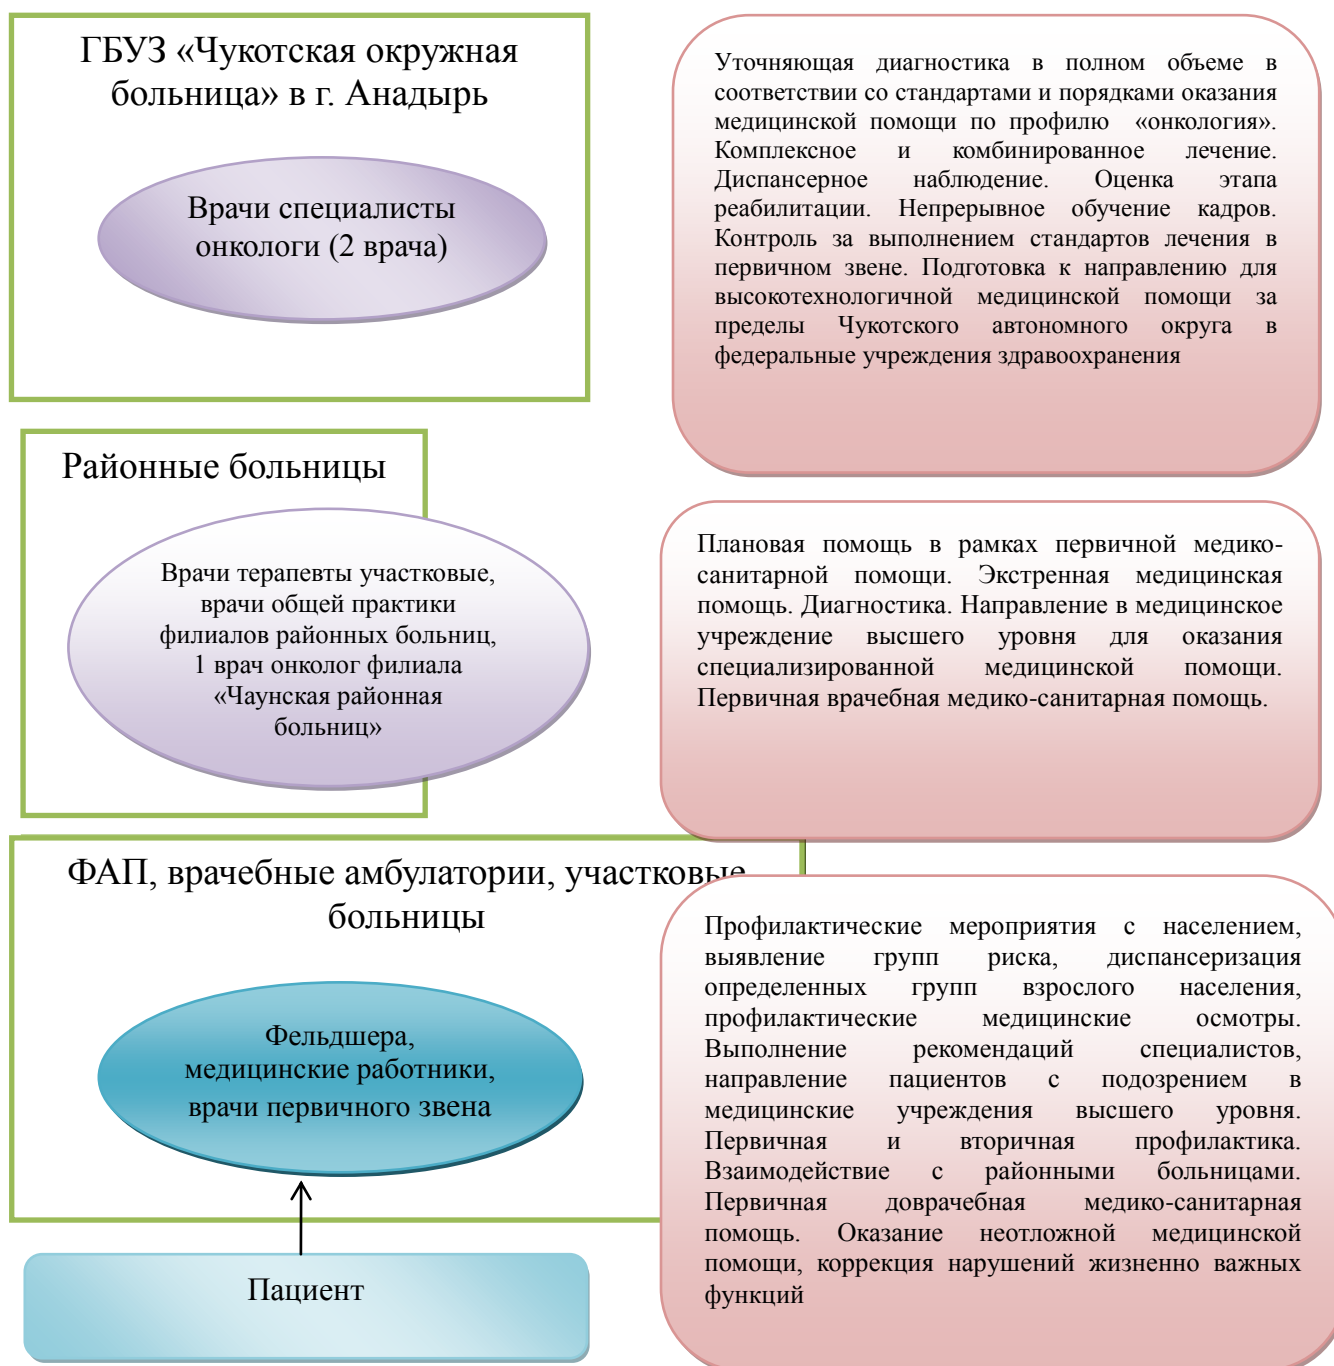 ГБУЗ «Чукотская окружная
больница» в г. Анадырь
Врачи специалисты
онкологи (2 врача)
Уточняющая диагностика в полном объеме в
соответствии со стандартами и порядками оказания
медицинской помощи по профилю «онкология».
Комплексное и комбинированное лечение.
Диспансерное наблюдение. Оценка этапа
реабилитации. Непрерывное обучение кадров.
Контроль за выполнением стандартов лечения в
первичном звене. Подготовка к направлению для
высокотехнологичной медицинской помощи за
пределы Чукотского автономного округа в
федеральные учреждения здравоохранения
Районные больницы
Врачи терапевты участковые,
врачи общей практики
филиалов районных больниц,
1 врач онколог филиала
«Чаунская районная
больниц»
Плановая помощь в рамках первичной медико-
санитарной помощи. Экстренная медицинская
помощь. Диагностика. Направление в медицинское
учреждение высшего уровня для оказания
специализированной медицинской помощи.
Первичная врачебная медико-санитарная помощь.
ФАП, врачебные амбулатории, участковые
больницы
Фельдшера,
медицинские работники,
врачи первичного звена
Профилактические мероприятия с населением,
выявление групп риска, диспансеризация
определенных групп взрослого населения,
профилактические медицинские осмотры.
Выполнение рекомендаций специалистов,
направление пациентов с подозрением в
медицинские учреждения высшего уровня.
Первичная и вторичная профилактика.
Взаимодействие с районными больницами.
Первичная доврачебная медико-санитарная
помощь. Оказание неотложной медицинской
помощи, коррекция нарушений жизненно важных
функций
Пациент